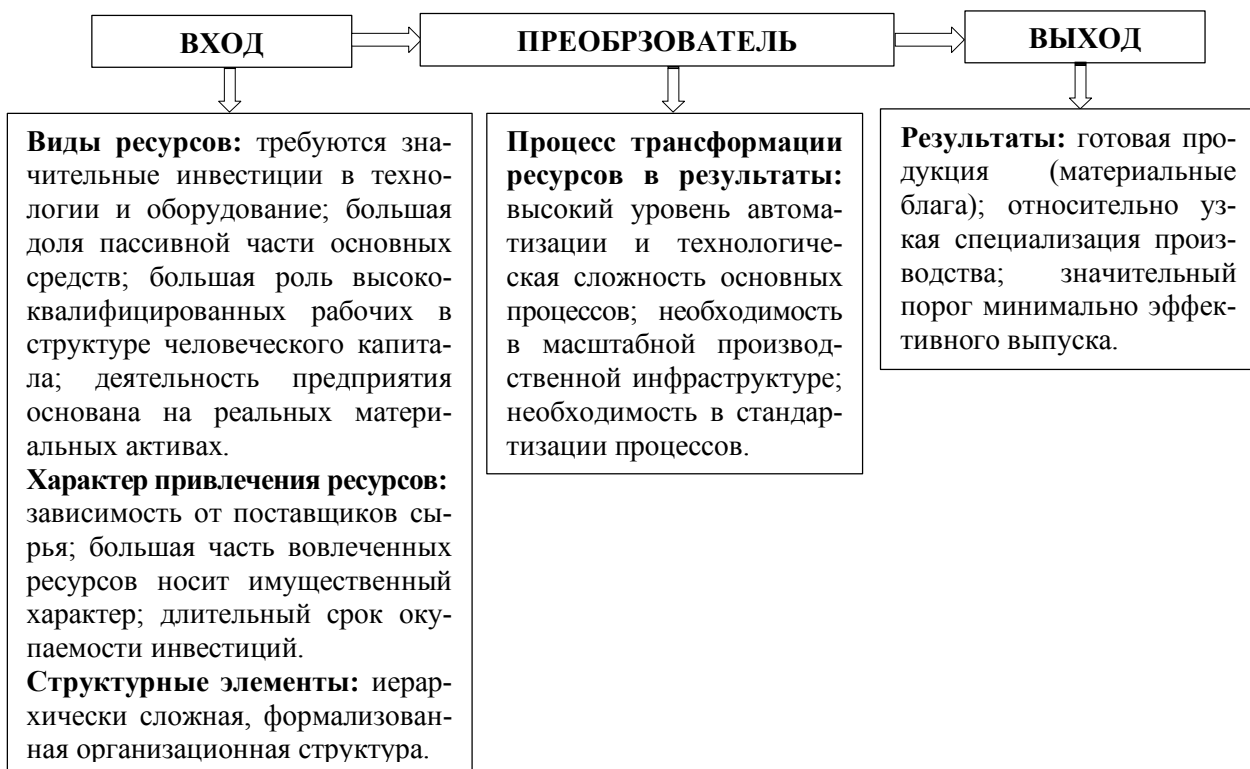 ВХОД
ПРЕОБРЗОВАТЕЛЬ
ВЫХОД
Виды ресурсов: требуются зна-
чительные инвестиции в техно-
логии и оборудование; большая
доля пассивной части основных
средств; большая роль высоко-
квалифицированных рабочих в
структуре человеческого капита-
ла; деятельность предприятия
основана на реальных матери-
альных активах.
Характер привлечения ресурсов:
зависимость от поставщиков сы-
рья; большая часть вовлеченных
ресурсов носит имущественный
характер; длительный срок оку-
паемости инвестиций.
Структурные элементы: иерар-
хически сложная, формализован-
ная организационная структура.
Процесс трансформации
ресурсов в результаты:
высокий уровень автома-
тизации и технологиче-
ская сложность основных
процессов; необходимость
в масштабной производ-
ственной инфраструктуре;
необходимость в стандар-
тизации процессов.
Результаты: готовая про-
дукция (материальные
блага); относительно уз-
кая специализация произ-
водства; значительный
порог минимально эффек-
тивного выпуска.